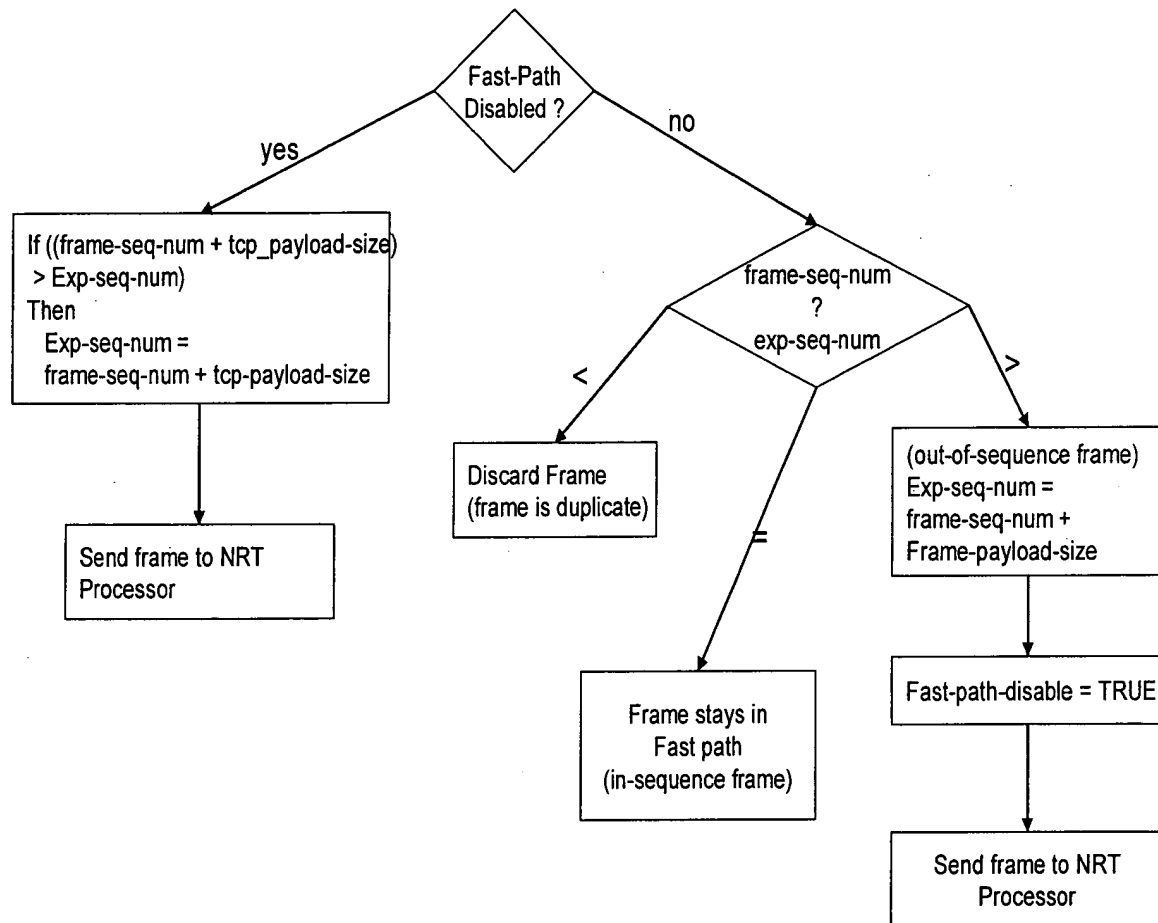 Fast-Path
Disabled ?
yes
no
If ((frame-seq-num + tcp_payload-size)
> Exp-seq-num)
Then
Exp-seq-num =
frame-seq-num + tcp-payload-size
Send frame to NRT
Processor
frame-seq-num
?
exp-seq-num
<
=
>
Discard Frame
(frame is duplicate)
Frame stays in
Fast path
(in-sequence frame)
(out-of-sequence frame)
Exp-seq-num =
frame-seq-num +
Frame-payload-size
Fast-path-disable = TRUE
Send frame to NRT
Processor